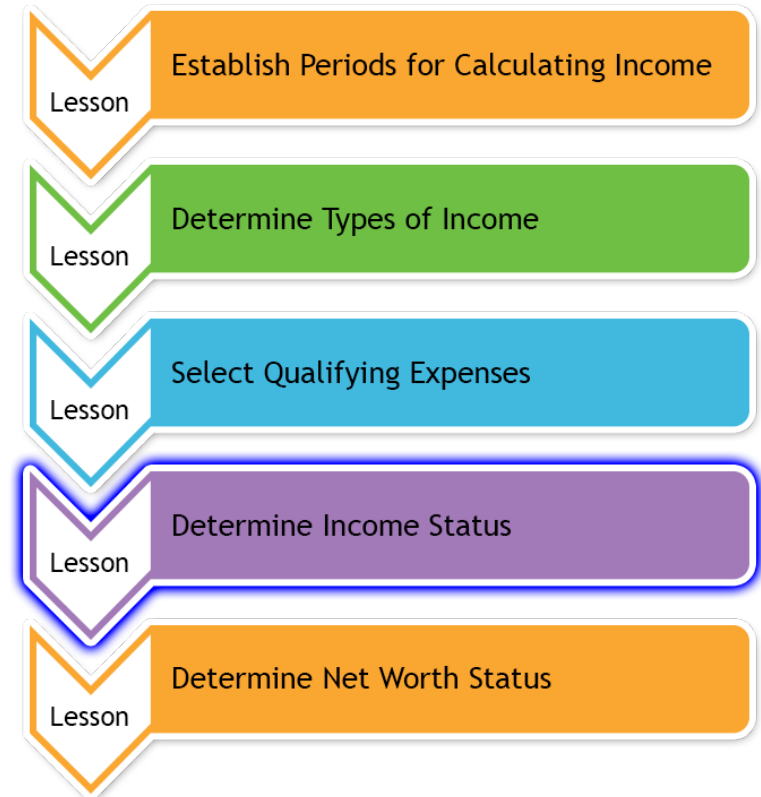 Establish Periods for Calculating Income
Lesson
Determine Types of Income
Lesson
Select Qualifying Expenses
Lesson
Determine Income Status
Lesson
Determine Net Worth Status
Lesson